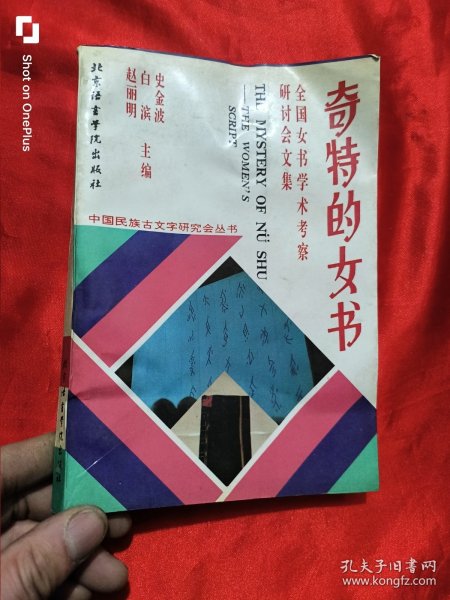 Shot on OnePlus
奇特的女书
全国女书学术考察
研讨会文集
THE MYSTERY OF NÜ SHU
——THE WOMEN'S
SCRIPT
史金波
白滨 主编
赵丽明
北京语言学院出版社
中国民族古文字研究会丛书
孔夫子旧书网
www.kongfz.com